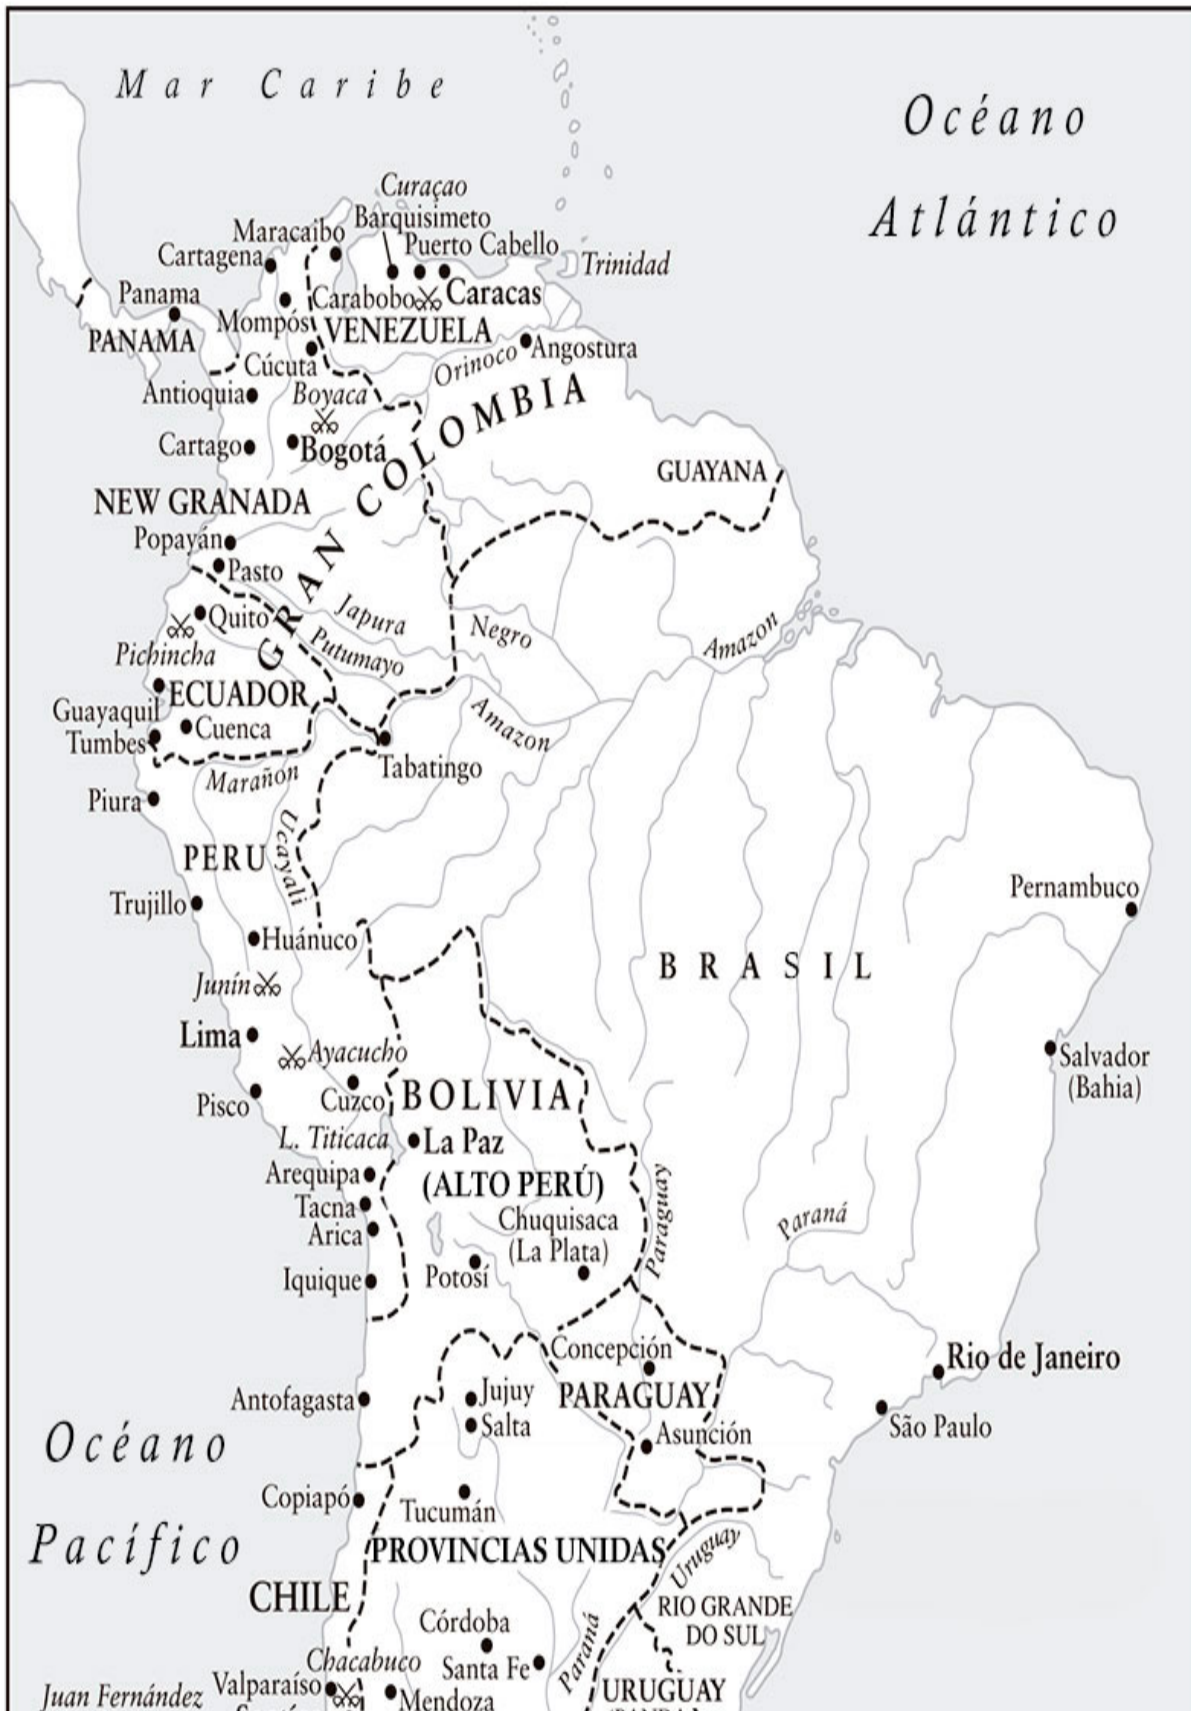 Mar Caribe
Océano
Atlántico
Curaçao
Barquisimeto
Maracaibo
Puerto Cabello
Cartagena
Trinidad
Panama
Carabobo
Caracas
Mompós
VENEZUELA
PANAMA
Cúcuta
Orinoco
Angostura
Antioquia
Boyaca
GRAN COLOMBIA
Cartago
Bogotá
GUAYANA
NEW GRANADA
Popayán
Pasto
Quito
Japura
Negro
Amazon
Pichincha
Putumayo
ECUADOR
Guayaquil
Cuenca
Amazon
Tumbes
Tabatingo
Marañon
Piura
Ucayali
PERU
Trujillo
Pernambuco
Huánuco
BRASIL
Junín
Lima
Ayacucho
Salvador
(Bahia)
Cuzco
BOLIVIA
Pisco
L. Titicaca
La Paz
Arequipa
(ALTO PERÚ)
Paraguay
Tacna
Chuquisaca
(La Plata)
Arica
Paraná
Iquique
Potosí
Concepción
Rio de Janeiro
Antofagasta
Jujuy
PARAGUAY
Salta
Asunción
São Paulo
Océano
Pacífico
Copiapó
Tucumán
PROVINCIAS UNIDAS
Uruguay
CHILE
RIO GRANDE
DO SUL
Córdoba
Paraná
Chacabuco
Santa Fe
Juan Fernández
Valparaíso
Mendoza
URUGUAY